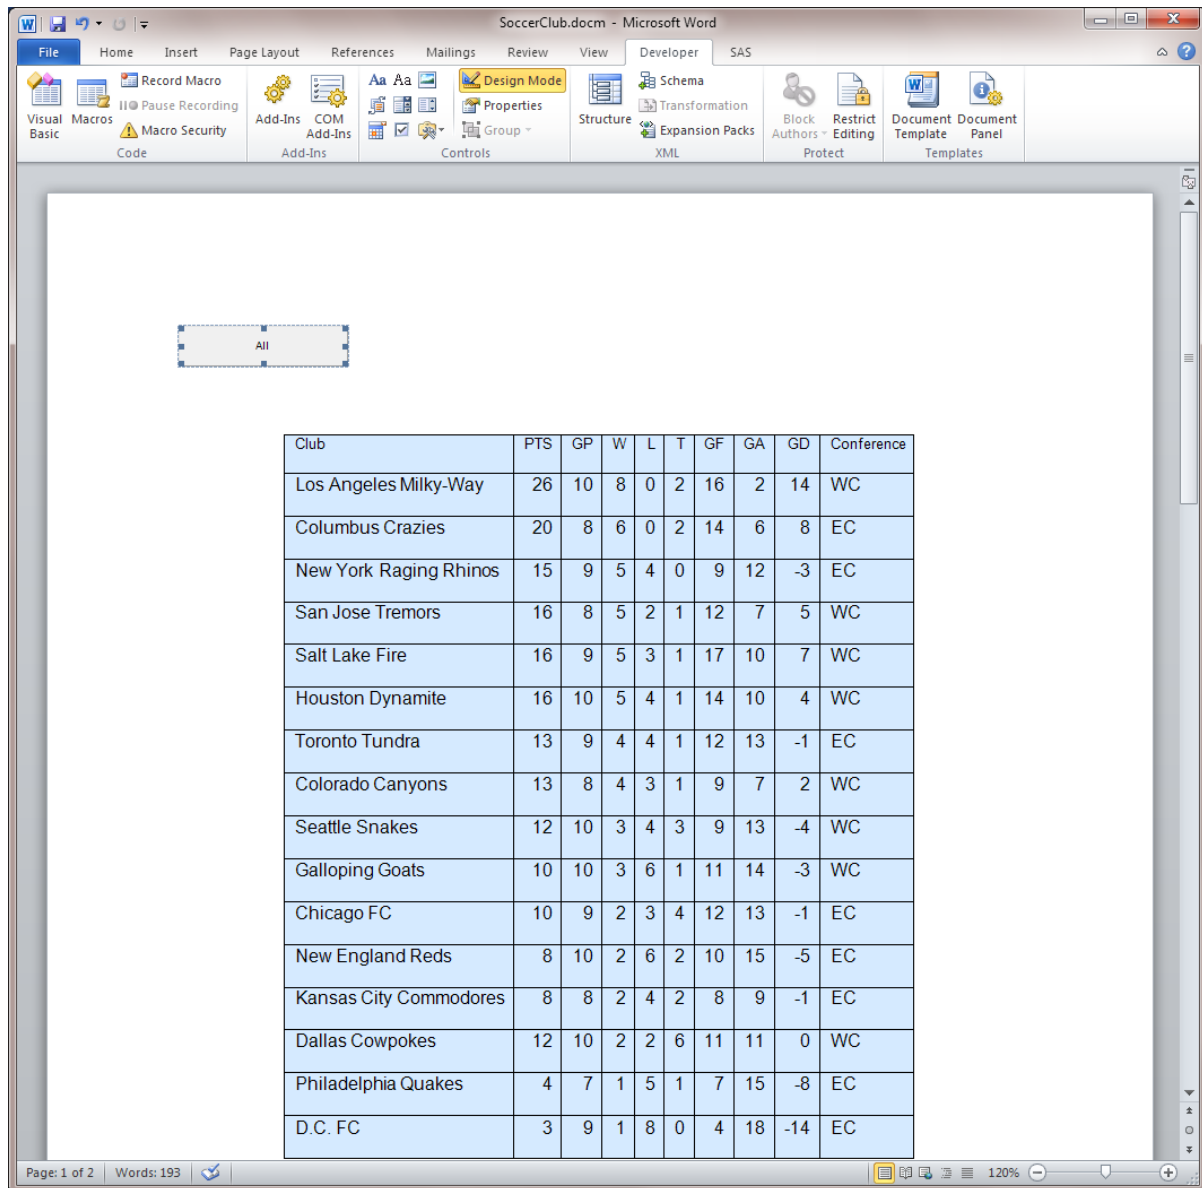 SoccerClub.docm - Microsoft Word
File Home Insert Page Layout References Mailings Review View Developer SAS
Visual Basic
Macros
Record Macro
Pause Recording
Macro Security
Code
Add-Ins
COM Add-Ins
Add-Ins
Aa Aa
Design Mode
Properties
Group
Controls
Structure
Schema
Transformation
Expansion Packs
XML
Block Authors
Restrict Editing
Protect
Document Template
Document Panel
Templates
All
Club PTS GP W L T GF GA GD Conference
Los Angeles Milky-Way 26 10 8 0 2 16 2 14 WC
Columbus Crazies 20 8 6 0 2 14 6 8 EC
New York Raging Rhinos 15 9 5 4 0 9 12 -3 EC
San Jose Tremors 16 8 5 2 1 12 7 5 WC
Salt Lake Fire 16 9 5 3 1 17 10 7 WC
Houston Dynamite 16 10 5 4 1 14 10 4 WC
Toronto Tundra 13 9 4 4 1 12 13 -1 EC
Colorado Canyons 13 8 4 3 1 9 7 2 WC
Seattle Snakes 12 10 3 4 3 9 13 -4 WC
Galloping Goats 10 10 3 6 1 11 14 -3 WC
Chicago FC 10 9 2 3 4 12 13 -1 EC
New England Reds 8 10 2 6 2 10 15 -5 EC
Kansas City Commodores 8 8 2 4 2 8 9 -1 EC
Dallas Cowpokes 12 10 2 2 6 11 11 0 WC
Philadelphia Quakes 4 7 1 5 1 7 15 -8 EC
D.C. FC 3 9 1 8 0 4 18 -14 EC
Page: 1 of 2 Words: 193 120%